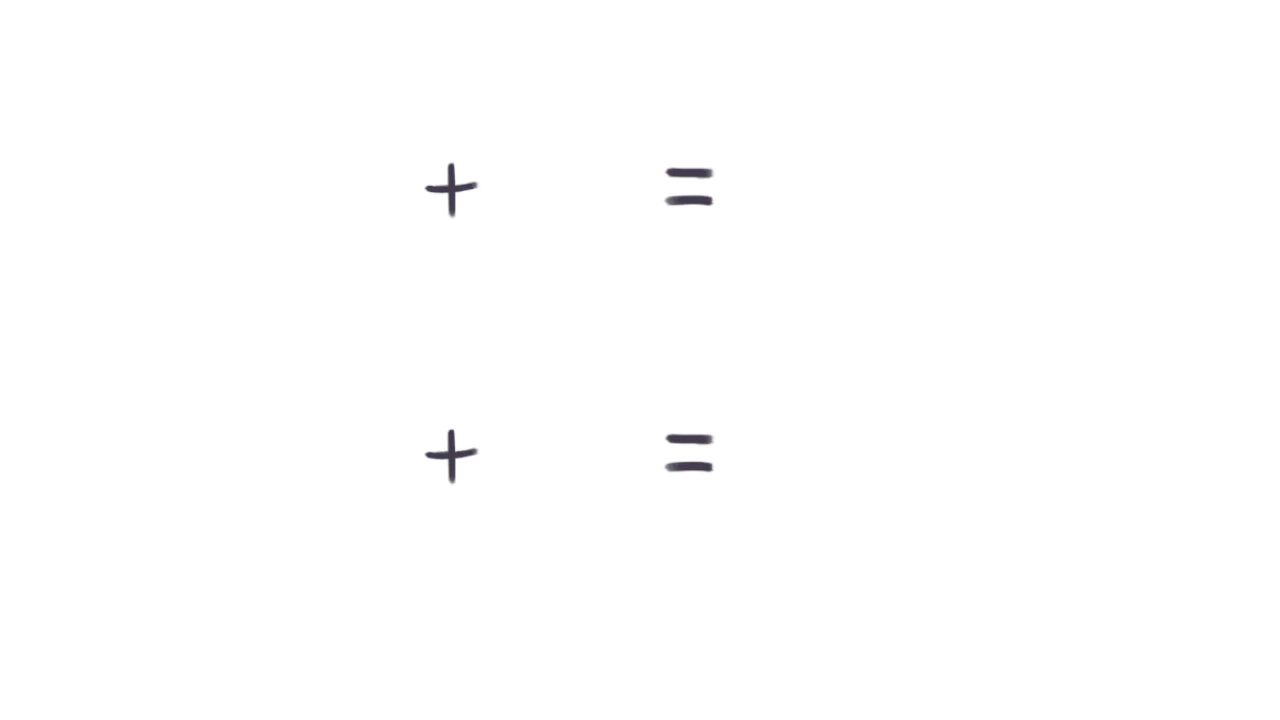 + =
+ =